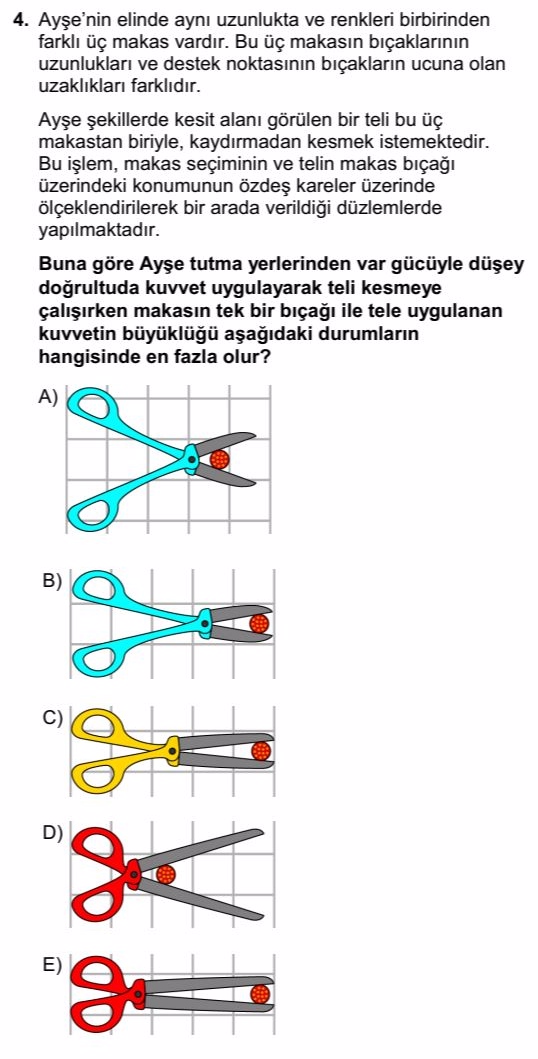 4. Ayşe’nin elinde aynı uzunlukta ve renkleri birbirinden
farklı üç makas vardır. Bu üç makasın bıçaklarının
uzunlukları ve destek noktasının bıçakların ucuna olan
uzaklıkları farklıdır.
Ayşe şekillerde kesit alanı görülen bir teli bu üç
makastan biriyle, kaydırmadan kesmek istemektedir.
Bu işlem, makas seçiminin ve telin makas bıçağı
üzerindeki konumunun özdeş kareler üzerinde
ölçeklendirilerek bir arada verildiği düzlemlerde
yapılmaktadır.
Buna göre Ayşe tutma yerlerinden var gücüyle düşey
doğrultuda kuvvet uygulayarak teli kesmeye
çalışırken makasın tek bir bıçağı ile tele uygulanan
kuvvetin büyüklüğü aşağıdaki durumların
hangisinde en fazla olur?
A)
B)
C)
D)
E)